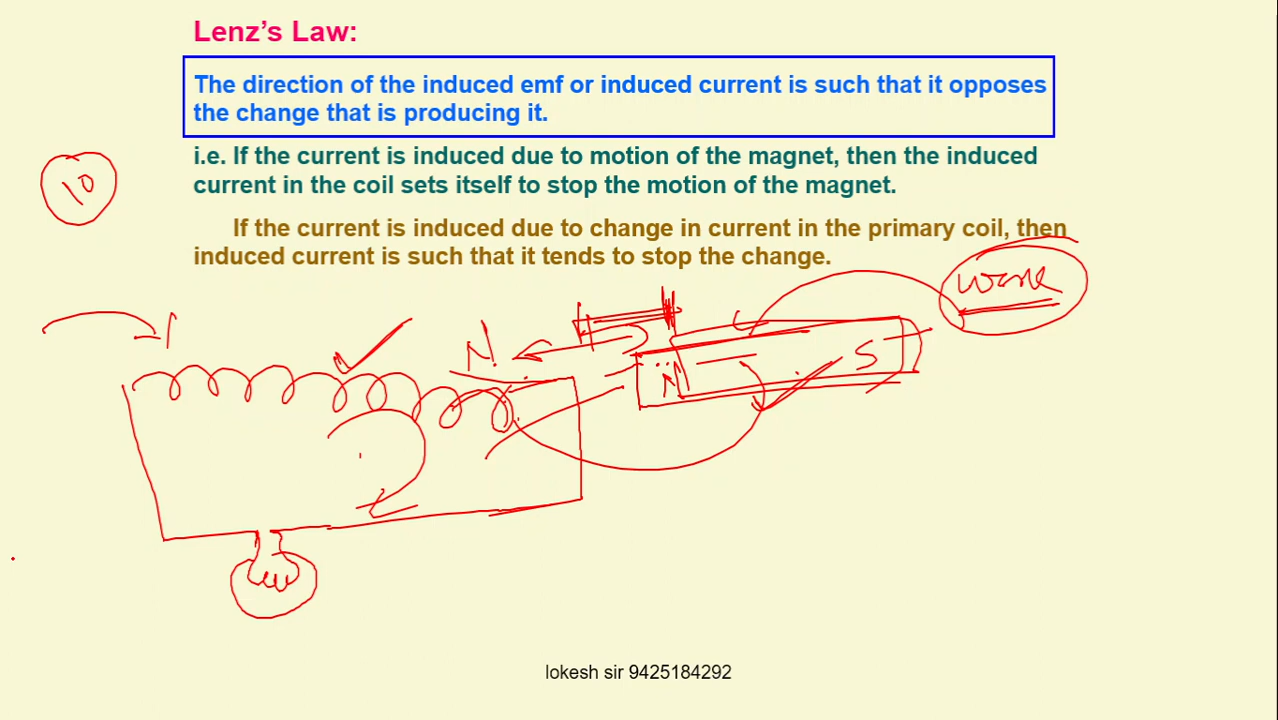 Lenz's Law:
The direction of the induced emf or induced current is such that it opposes
the change that is producing it.
i.e. If the current is induced due to motion of the magnet, then the induced
current in the coil sets itself to stop the motion of the magnet.
10
If the current is induced due to change in current in the primary coil, then
induced current is such that it tends to stop the change.
work
N
N
S
lokesh sir 9425184292